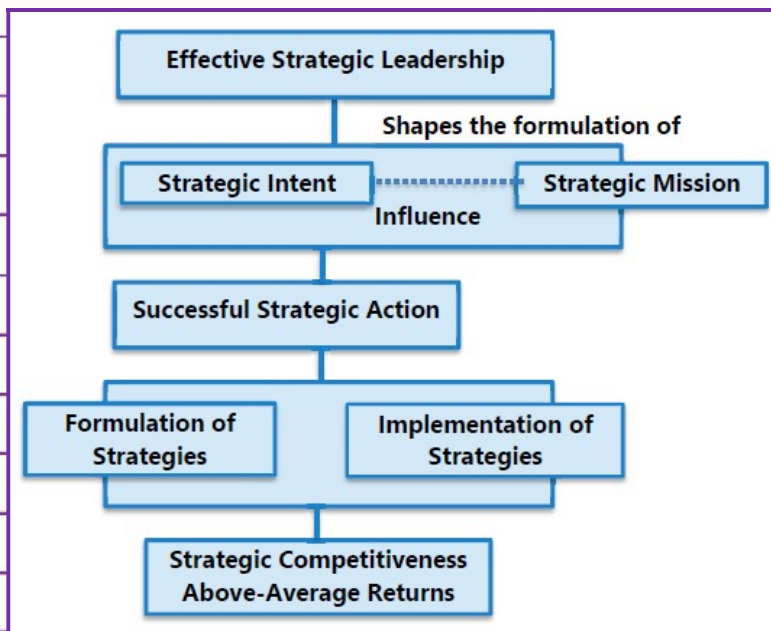 Effective Strategic Leadership
Shapes the formulation of
Strategic Intent
Strategic Mission
Influence
Successful Strategic Action
Formulation of
Strategies
Implementation of
Strategies
Strategic Competitiveness
Above-Average Returns